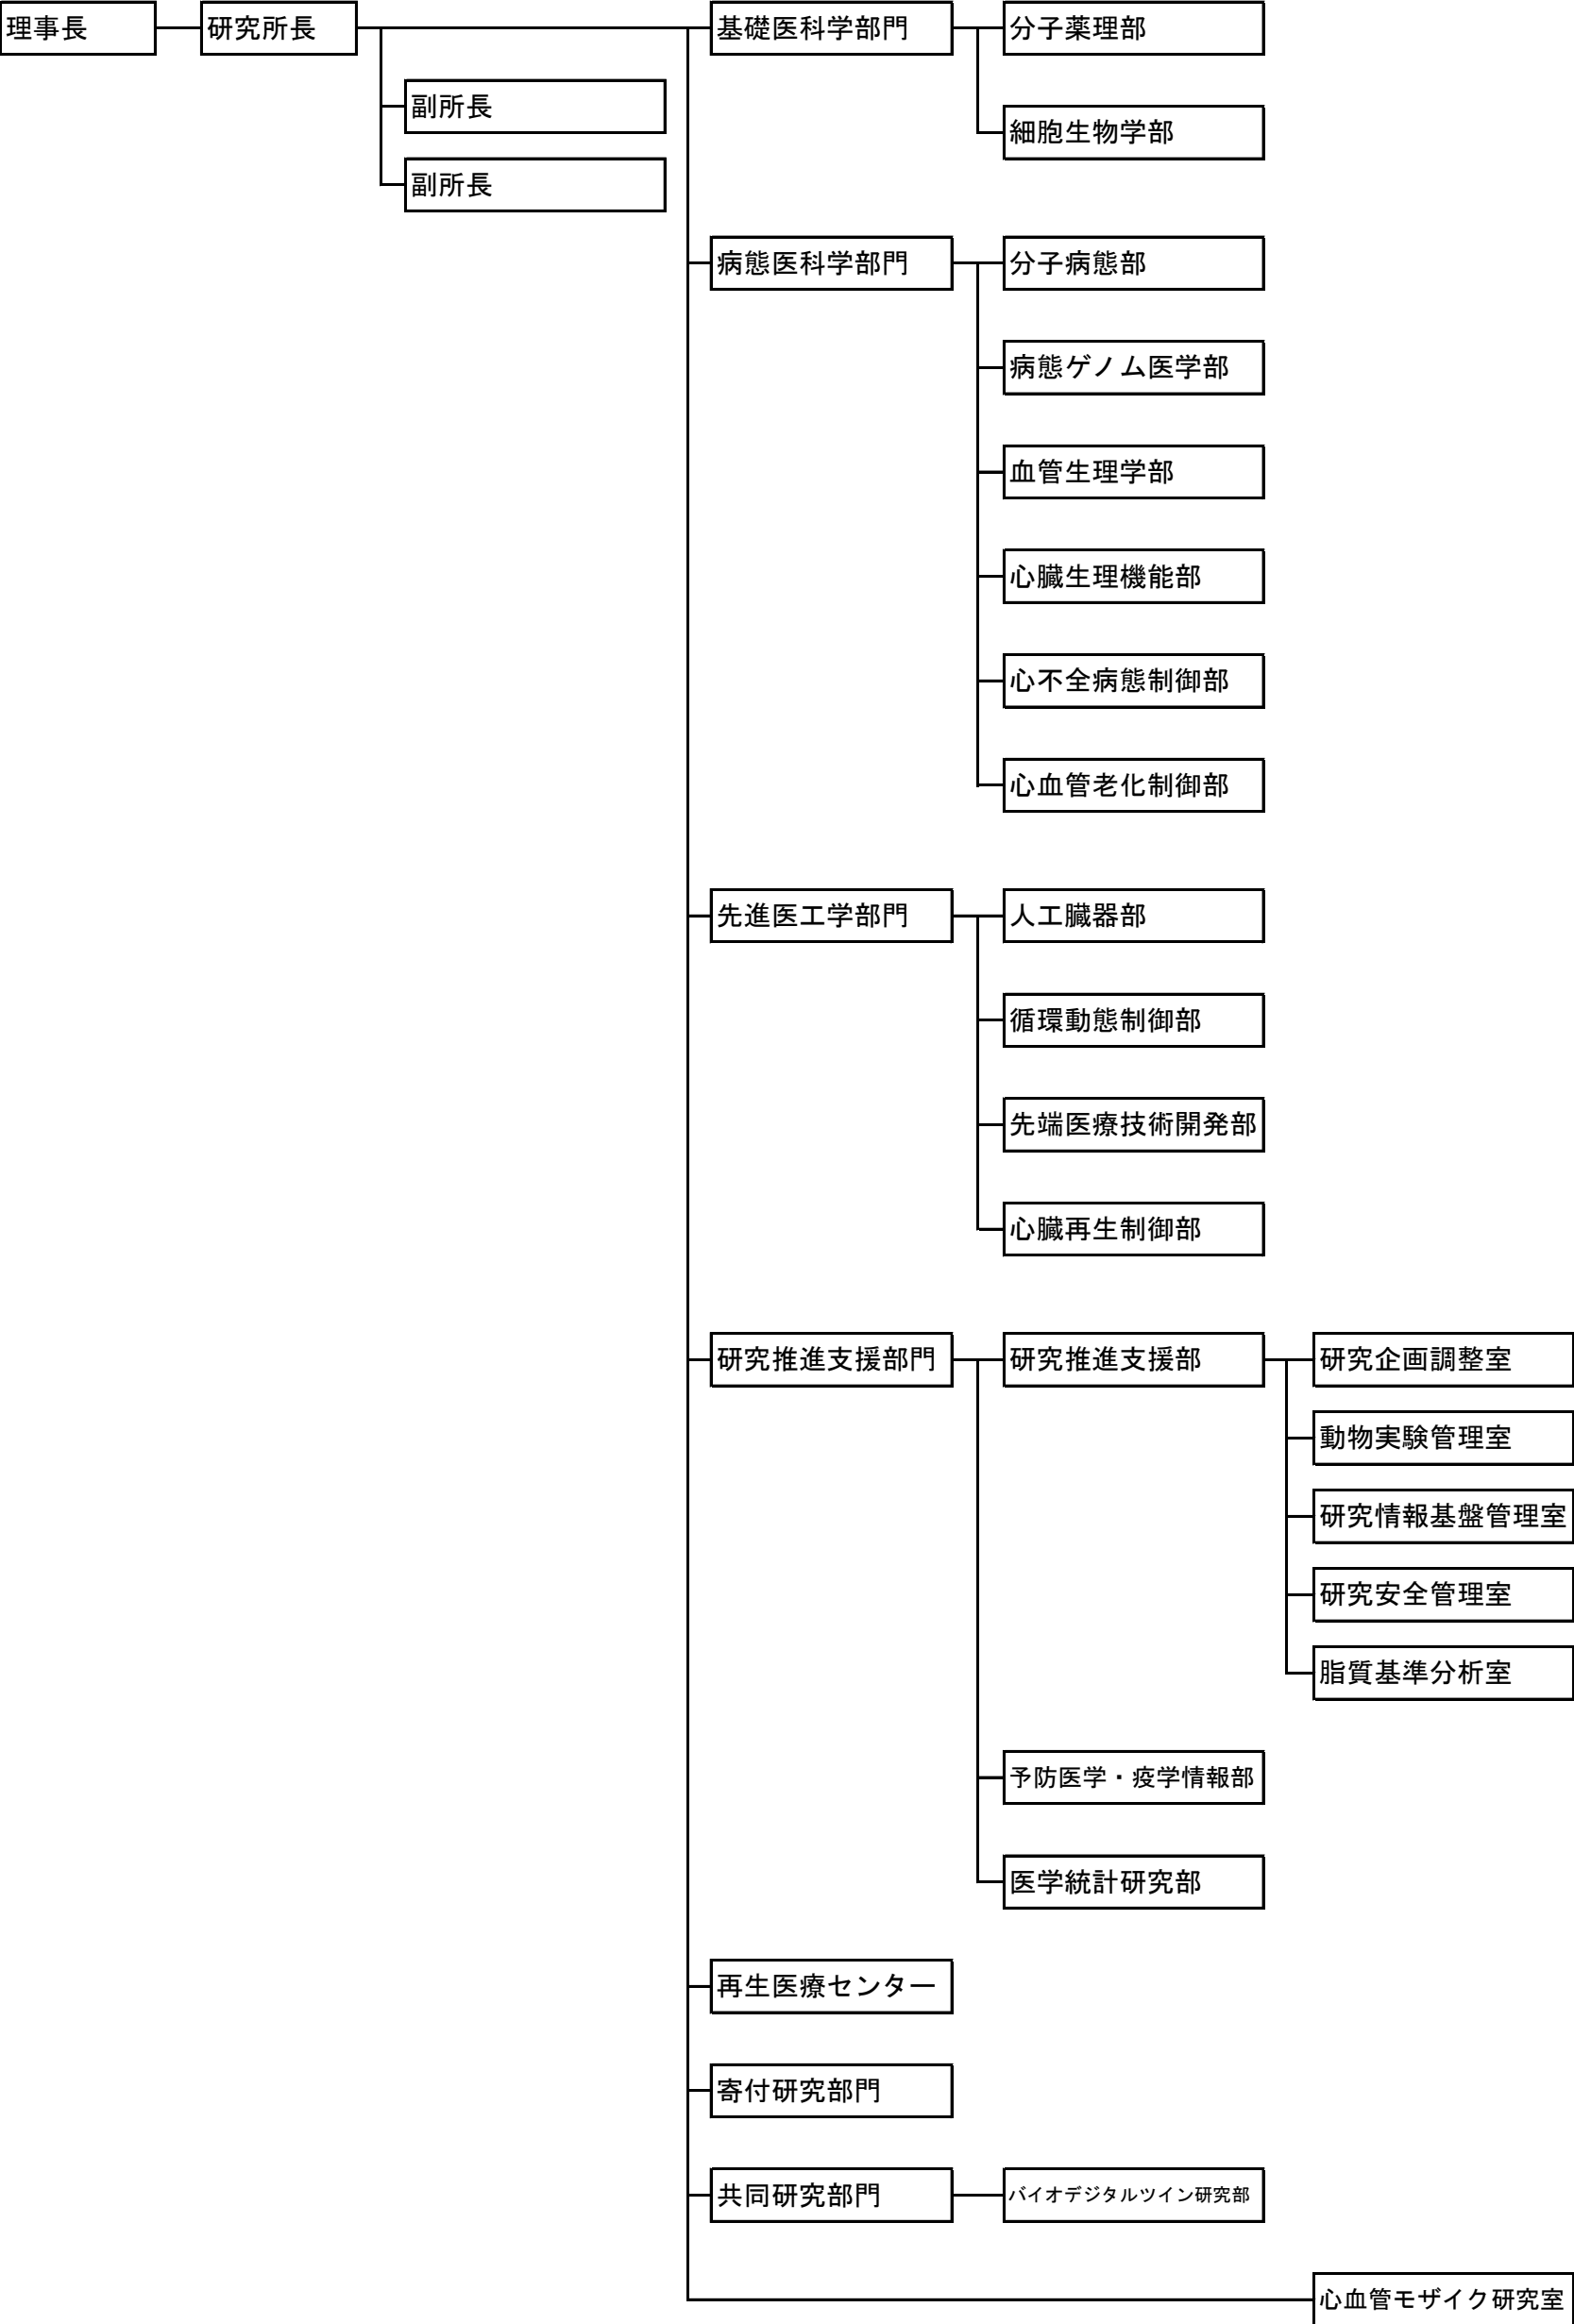 理事長
研究所長
副所長
副所長
基礎医科学部門
分子薬理部
細胞生物学部
病態医科学部門
分子病態部
病態ゲノム医学部
血管生理学部
心臓生理機能部
心不全病態制御部
心血管老化制御部
先進医工学部門
人工臓器部
循環動態制御部
先端医療技術開発部
心臓再生制御部
研究推進支援部門
研究推進支援部
研究企画調整室
動物実験管理室
研究情報基盤管理室
研究安全管理室
脂質基準分析室
予防医学・疫学情報部
医学統計研究部
再生医療センター
寄付研究部門
共同研究部門
バイオデジタルツイン研究部
心血管モザイク研究室